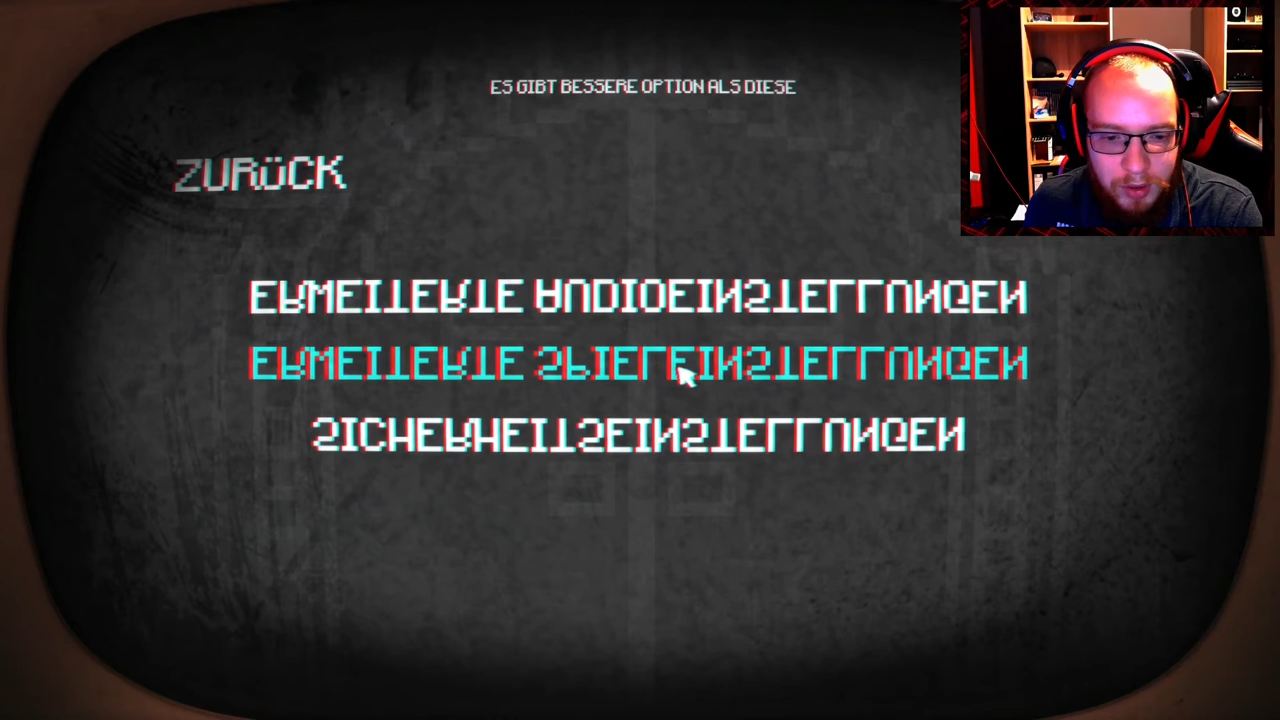 ES GIBT BESSERE OPTION ALS DIESE
ZURÜCK
ERWEITERTE AUDIOEINSTELLUNGEN
ERWEITERTE SPIELEINSTELLUNGEN
SICHERHEITSEINSTELLUNGEN